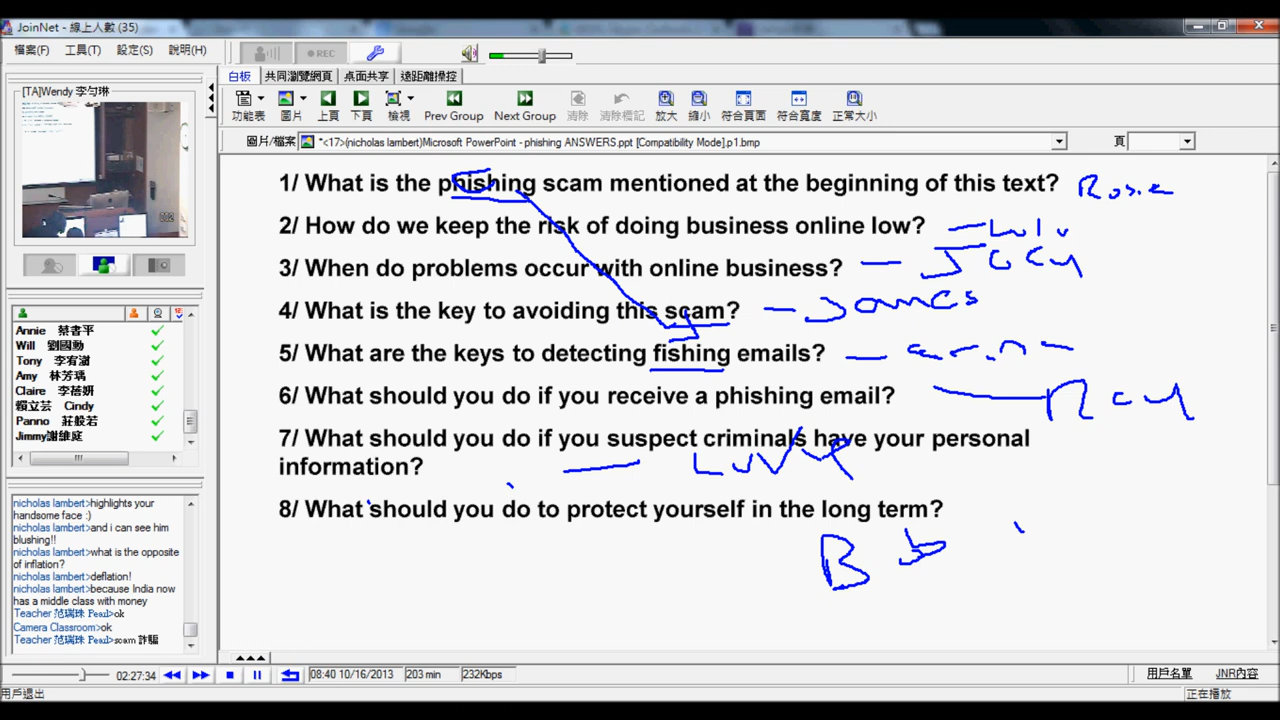 JoinNet - 線上人數 (35)
檔案(F) 工具(T) 設定(S) 說明(H)
REC
[TA]Wendy 李勻琳
白板 共同瀏覽網頁 桌面共享 遠距離操控
工具 圖片 上頁 下頁 檢視 Prev Group Next Group 清除 清除標記 放大 縮小 符合頁面 符合寬度 正常大小
圖片/檔案 *<17>(nicholas lambert)Microsoft PowerPoint - phishing ANSWERS.ppt [Compatibility Mode].p1.bmp 頁
Annie 蔡書平
Will 劉國勳
Tony 李宥澍
Amy 林芳瑀
Claire 李蓓妍
賴立芸 Cindy
Panno 莊般若
Jimmy謝維庭
nicholas lambert>highlights your
handsome face :)
nicholas lambert>and i can see him
blushing!!
nicholas lambert>what is the opposite
of inflation?
nicholas lambert>deflation!
nicholas lambert>because India now
has a middle class with money
Teacher 范瑞珠 Pearl>ok
Camera Classroom>ok
Teacher 范瑞珠 Pearl>scam 詐騙
1/ What is the phishing scam mentioned at the beginning of this text? Rosie
2/ How do we keep the risk of doing business online low? Lulu
3/ When do problems occur with online business?
4/ What is the key to avoiding this scam? James
5/ What are the keys to detecting fishing emails?
6/ What should you do if you receive a phishing email?
7/ What should you do if you suspect criminals have your personal
information?
8/ What should you do to protect yourself in the long term?
02:27:34 08:40 10/16/2013 203 min 232Kbps 用戶名單 JNR內容
用戶退出 正在播放